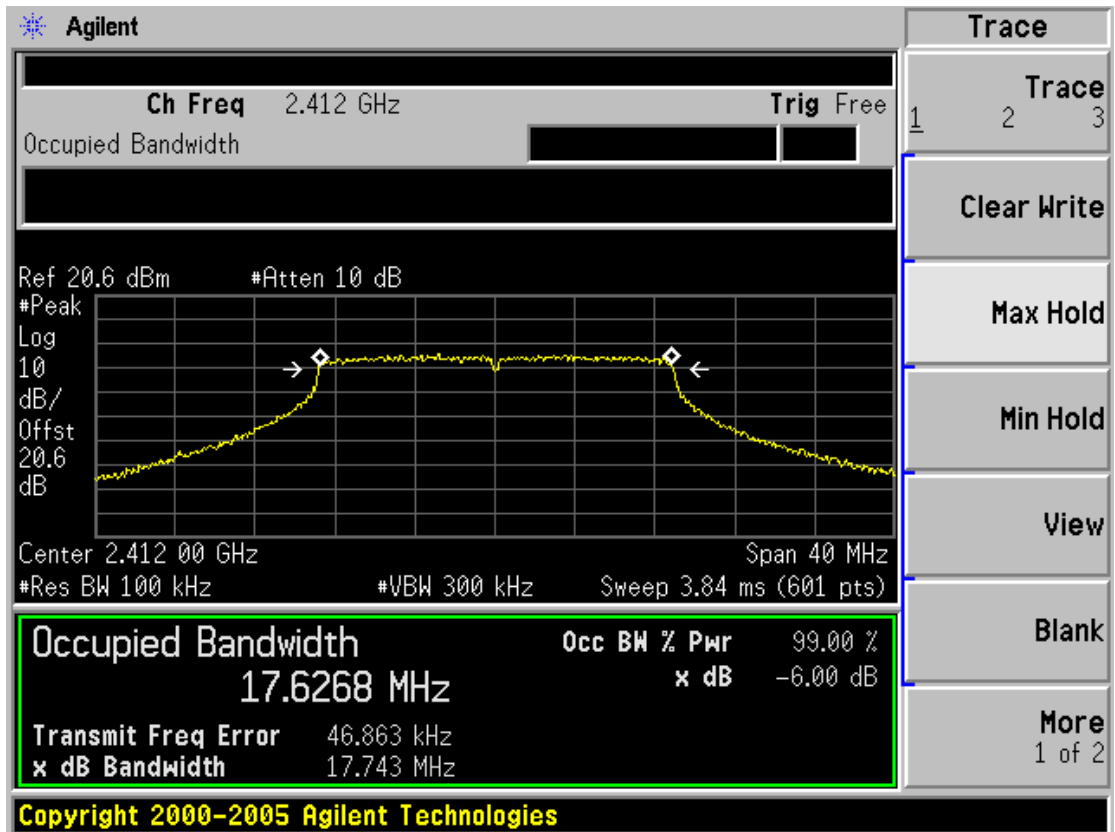 Agilent
Trace
Ch Freq 2.412 GHz Trig Free
Occupied Bandwidth
Trace
1 2 3
Clear Write
Max Hold
Min Hold
View
Blank
More
1 of 2
Ref 20.6 dBm #Atten 10 dB
#Peak
Log
10
dB/
Offst
20.6
dB
Center 2.412 00 GHz Span 40 MHz
#Res BW 100 kHz #VBW 300 kHz Sweep 3.84 ms (601 pts)
Occupied Bandwidth Occ BW % Pwr 99.00 %
17.6268 MHz x dB -6.00 dB
Transmit Freq Error 46.863 kHz
x dB Bandwidth 17.743 MHz
Copyright 2000-2005 Agilent Technologies